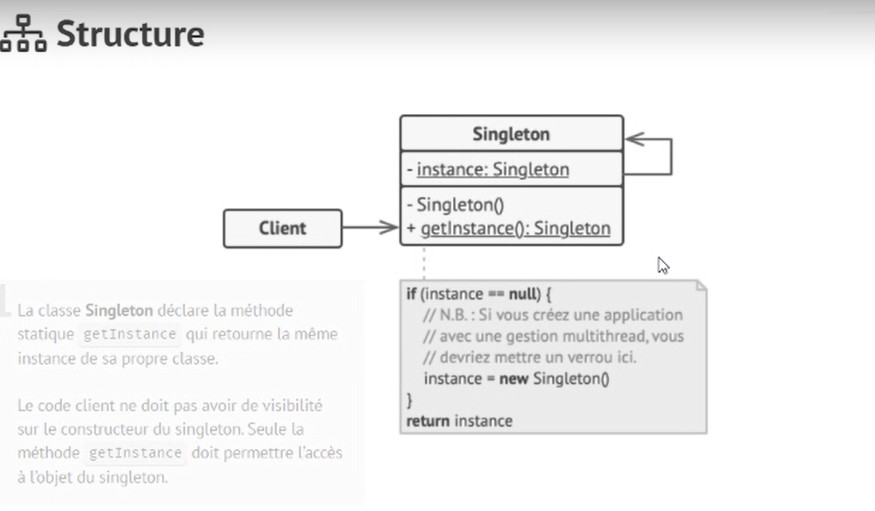 Structure
Singleton
- instance: Singleton
- Singleton()
+ getInstance(): Singleton
Client
if (instance == null) {
// N.B. : Si vous créez une application
// avec une gestion multithread, vous
// devriez mettre un verrou ici.
instance = new Singleton()
}
return instance
1
La classe Singleton déclare la méthode
statique getInstance qui retourne la même
instance de sa propre classe.
Le code client ne doit pas avoir de visibilité
sur le constructeur du singleton. Seule la
méthode getInstance doit permettre l'accès
à l'objet du singleton.